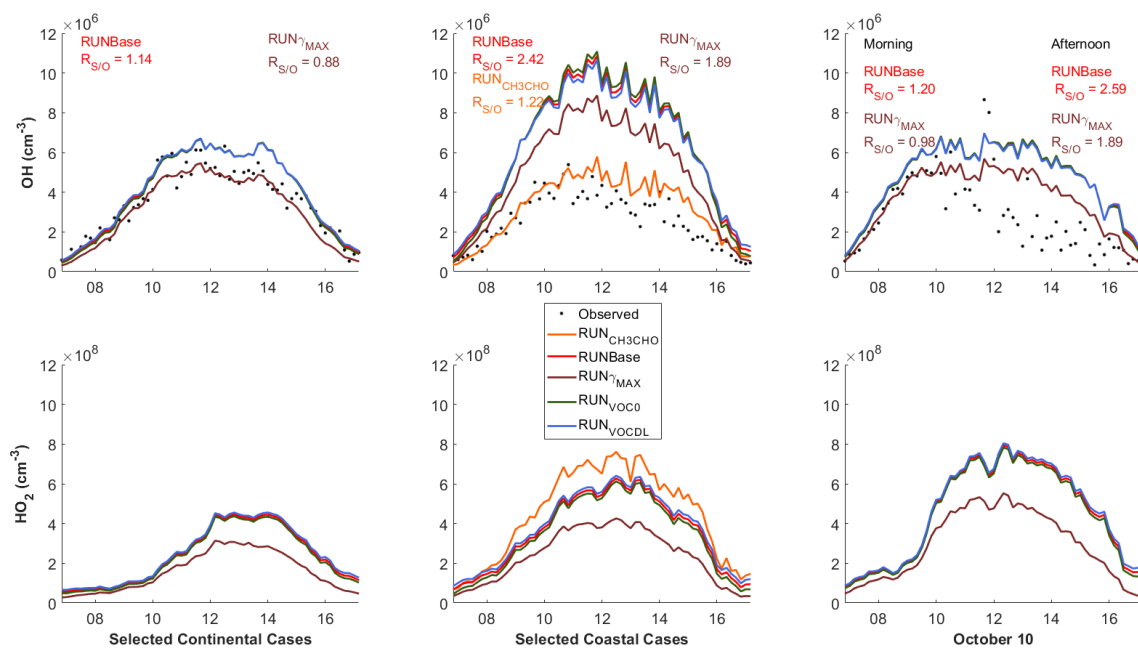 × 10^6
RUNBase
R_S/O = 1.14
RUNγ_MAX
R_S/O = 0.88
OH (cm^-3)
12
10
8
6
4
2
0
08 10 12 14 16
× 10^6
RUNBase
R_S/O = 2.42
RUN_CH3CHO
R_S/O = 1.22
RUNγ_MAX
R_S/O = 1.89
12
10
8
6
4
2
0
08 10 12 14 16
× 10^6
Morning
Afternoon
RUNBase
R_S/O = 1.20
RUNBase
R_S/O = 2.59
RUNγ_MAX
R_S/O = 0.98
RUNγ_MAX
R_S/O = 1.89
12
10
8
6
4
2
0
08 10 12 14 16
Observed
RUN_CH3CHO
RUNBase
RUNγ_MAX
RUN_VOC0
RUN_VOCDL
× 10^8
HO_2 (cm^-3)
12
10
8
6
4
2
0
08 10 12 14 16
Selected Continental Cases
× 10^8
12
10
8
6
4
2
0
08 10 12 14 16
Selected Coastal Cases
× 10^8
12
10
8
6
4
2
0
08 10 12 14 16
October 10